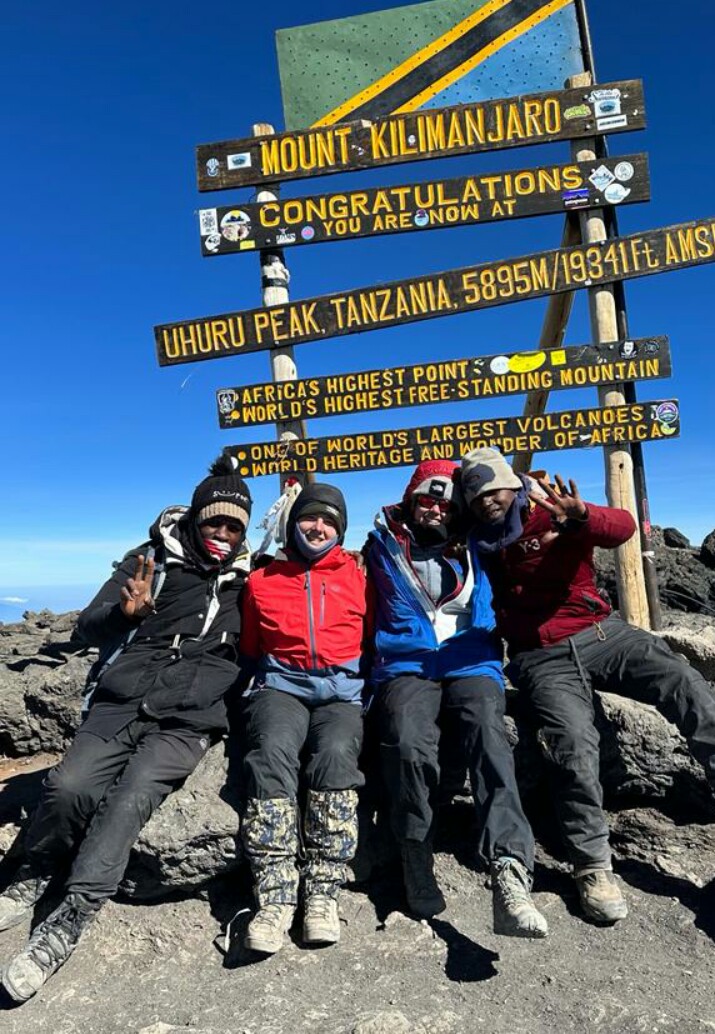 MOUNT KILIMANJARO
CONGRATULATIONS
YOU ARE NOW AT
UHURU PEAK, TANZANIA, 5895M/19341Ft AMSL
AFRICA'S HIGHEST POINT
WORLD'S HIGHEST FREE-STANDING MOUNTAIN
ONE OF WORLD'S LARGEST VOLCANOES
WORLD HERITAGE AND WONDER OF AFRICA
Y-3